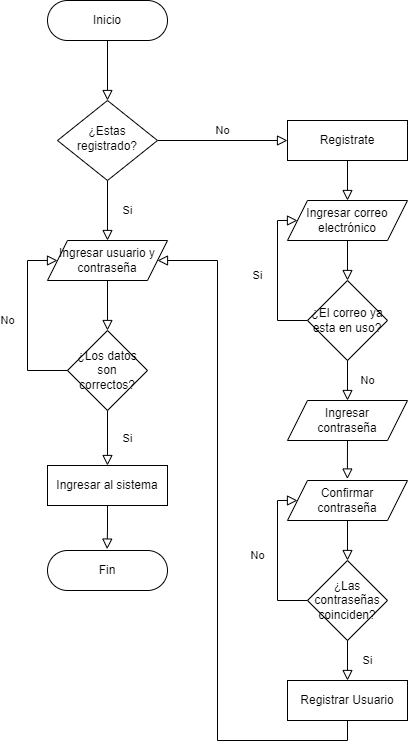 Inicio
¿Estas
registrado?
No
Registrate
Si
Ingresar correo
electrónico
Ingresar usuario y
contraseña
Si
No
¿El correo ya
esta en uso?
¿Los datos
son
correctos?
No
Ingresar
contraseña
Si
Ingresar al sistema
Confirmar
contraseña
No
Fin
¿Las
contraseñas
coinciden?
Si
Registrar Usuario